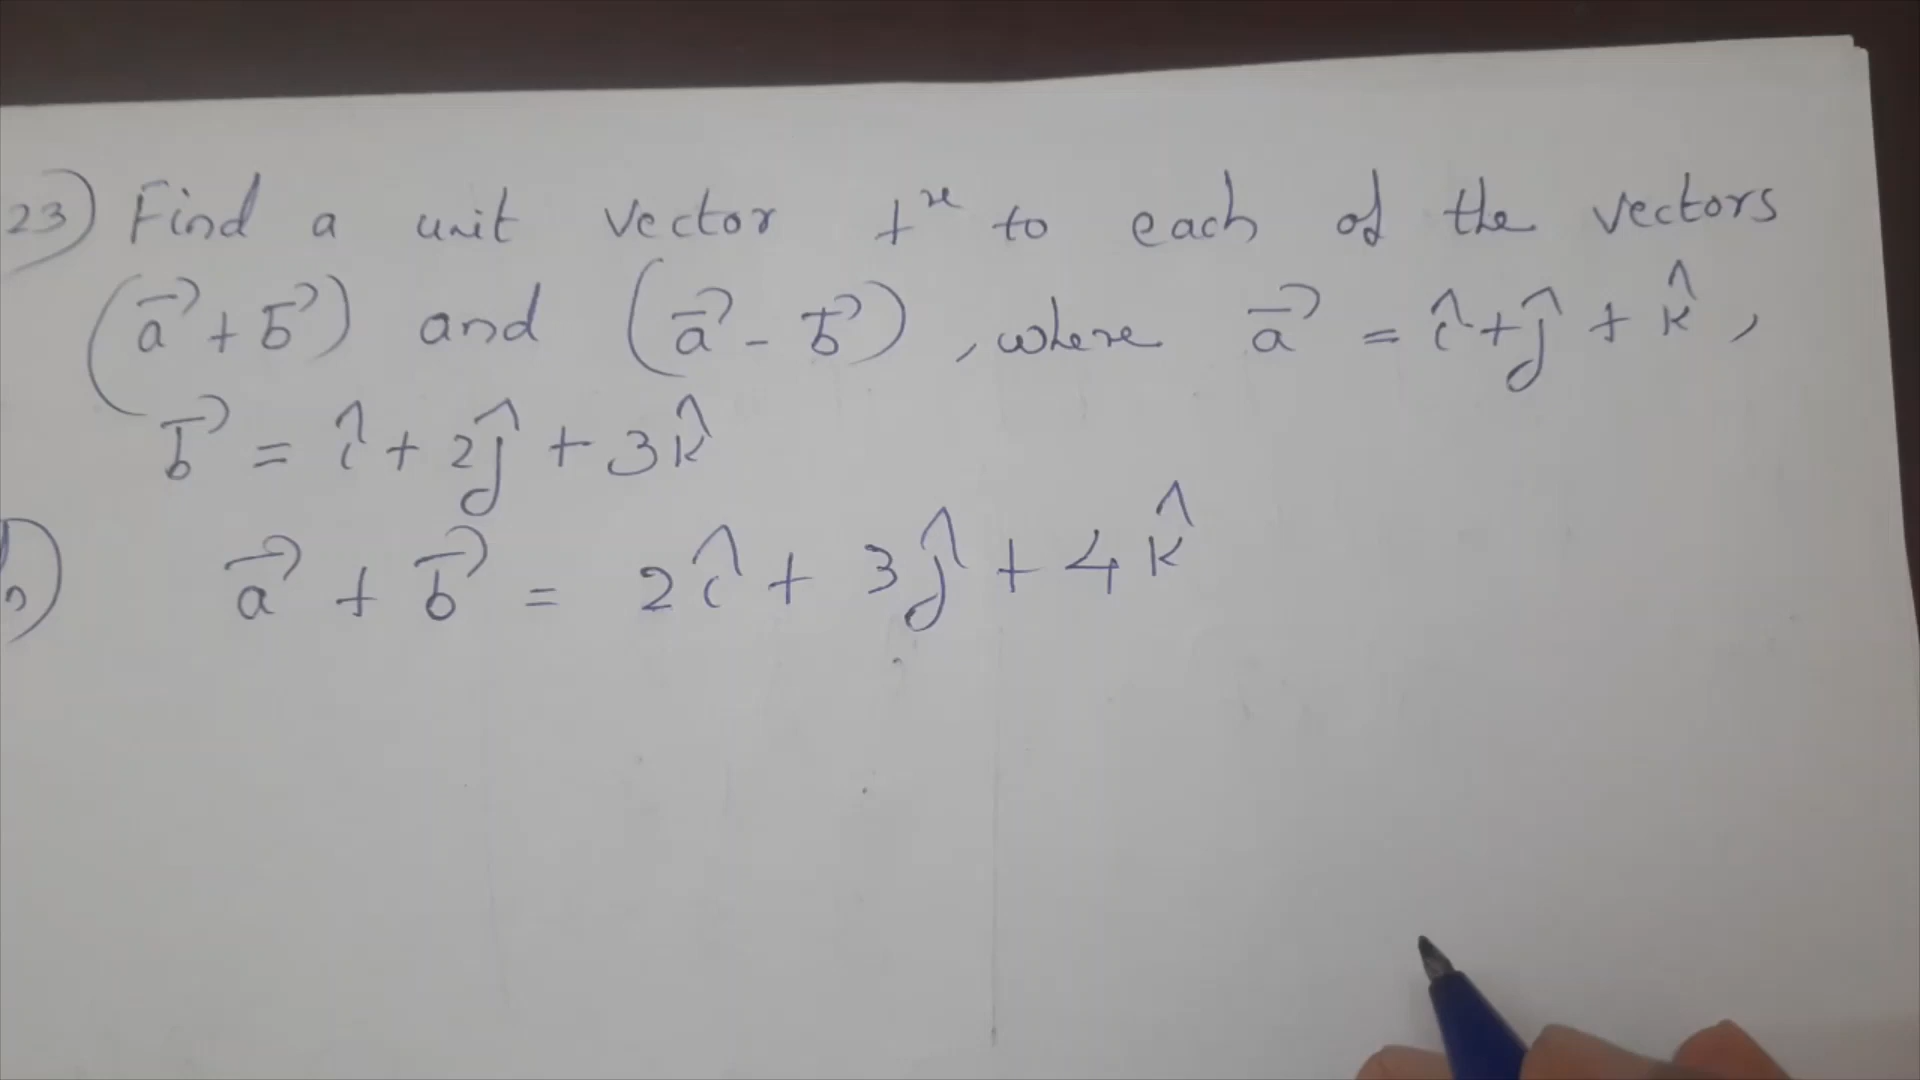 23) Find a unit vector ⊥ʳ to each of the vectors
(a⃗ + b⃗) and (a⃗ - b⃗), where a⃗ = î + ĵ + k̂,
b⃗ = î + 2ĵ + 3k̂
a⃗ + b⃗ = 2î + 3ĵ + 4k̂